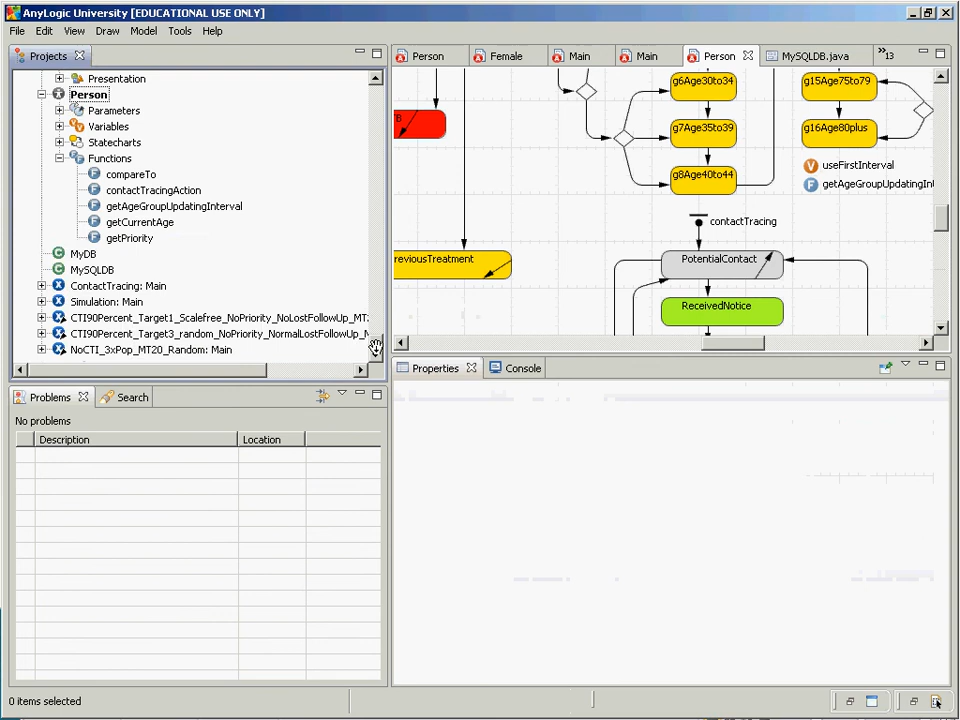 AnyLogic University [EDUCATIONAL USE ONLY]
File Edit View Draw Model Tools Help
Projects
Presentation
Person
Parameters
Variables
Statecharts
Functions
compareTo
contactTracingAction
getAgeGroupUpdatingInterval
getCurrentAge
getPriority
MyDB
MySQLDB
ContactTracing: Main
Simulation: Main
CTI90Percent_Target1_Scalefree_NoPriority_NoLostFollowUp_MT
CTI90Percent_Target3_random_NoPriority_NormalLostFollowUp_
NoCTI_3xPop_MT20_Random: Main
Person Female Main Main Person MySQLDB.java »13
g6Age30to34
g15Age75to79
g7Age35to39
g16Age80plus
g8Age40to44
useFirstInterval
getAgeGroupUpdatingInt
contactTracing
reviousTreatment
PotentialContact
ReceivedNotice
Properties Console
Problems Search
No problems
Description Location
0 items selected